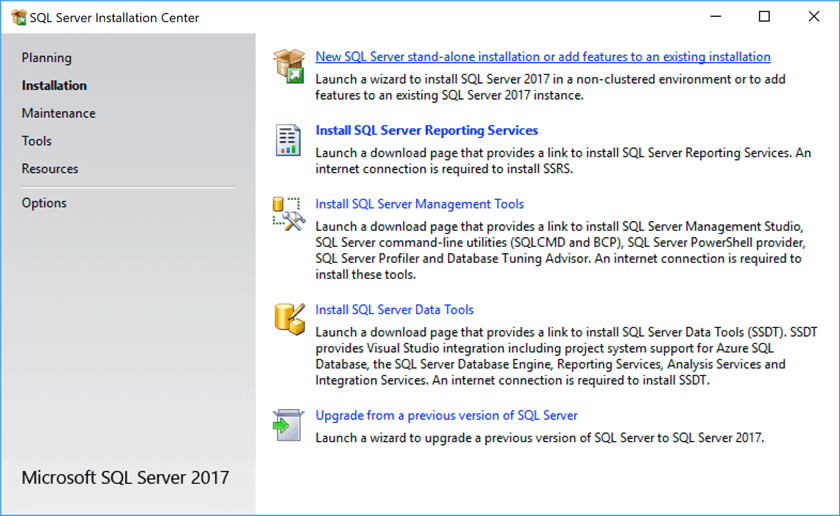 SQL Server Installation Center
Planning
Installation
Maintenance
Tools
Resources
Options
Microsoft SQL Server 2017
New SQL Server stand-alone installation or add features to an existing installation
Launch a wizard to install SQL Server 2017 in a non-clustered environment or to add
features to an existing SQL Server 2017 instance.
Install SQL Server Reporting Services
Launch a download page that provides a link to install SQL Server Reporting Services. An
internet connection is required to install SSRS.
Install SQL Server Management Tools
Launch a download page that provides a link to install SQL Server Management Studio,
SQL Server command-line utilities (SQLCMD and BCP), SQL Server PowerShell provider,
SQL Server Profiler and Database Tuning Advisor. An internet connection is required to
install these tools.
Install SQL Server Data Tools
Launch a download page that provides a link to install SQL Server Data Tools (SSDT). SSDT
provides Visual Studio integration including project system support for Azure SQL
Database, the SQL Server Database Engine, Reporting Services, Analysis Services and
Integration Services. An internet connection is required to install SSDT.
Upgrade from a previous version of SQL Server
Launch a wizard to upgrade a previous version of SQL Server to SQL Server 2017.